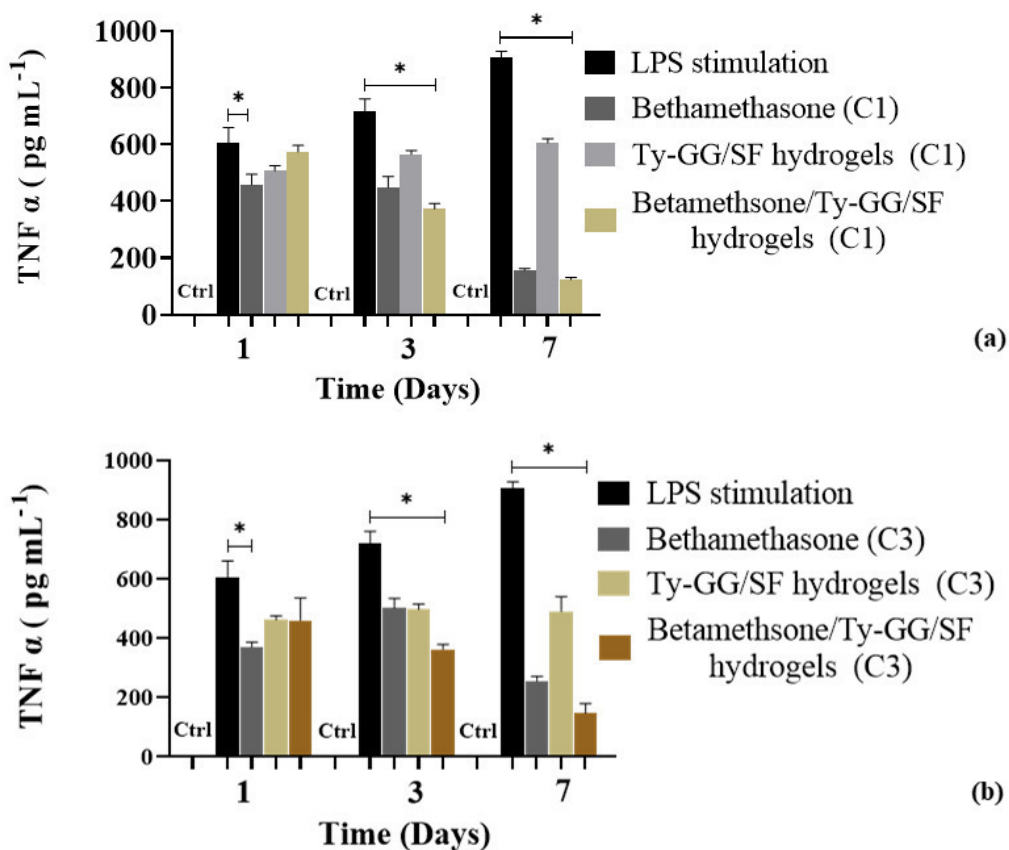 1000
800
600
400
200
0
TNF α ( pg mL⁻¹)
*
*
*
Ctrl
Ctrl
Ctrl
1
3
7
Time (Days)
LPS stimulation
Bethamethasone (C1)
Ty-GG/SF hydrogels (C1)
Betamethsone/Ty-GG/SF
hydrogels (C1)
(a)
1000
800
600
400
200
0
TNF α ( pg mL⁻¹)
*
*
*
Ctrl
Ctrl
Ctrl
1
3
7
Time (Days)
LPS stimulation
Bethamethasone (C3)
Ty-GG/SF hydrogels (C3)
Betamethsone/Ty-GG/SF
hydrogels (C3)
(b)